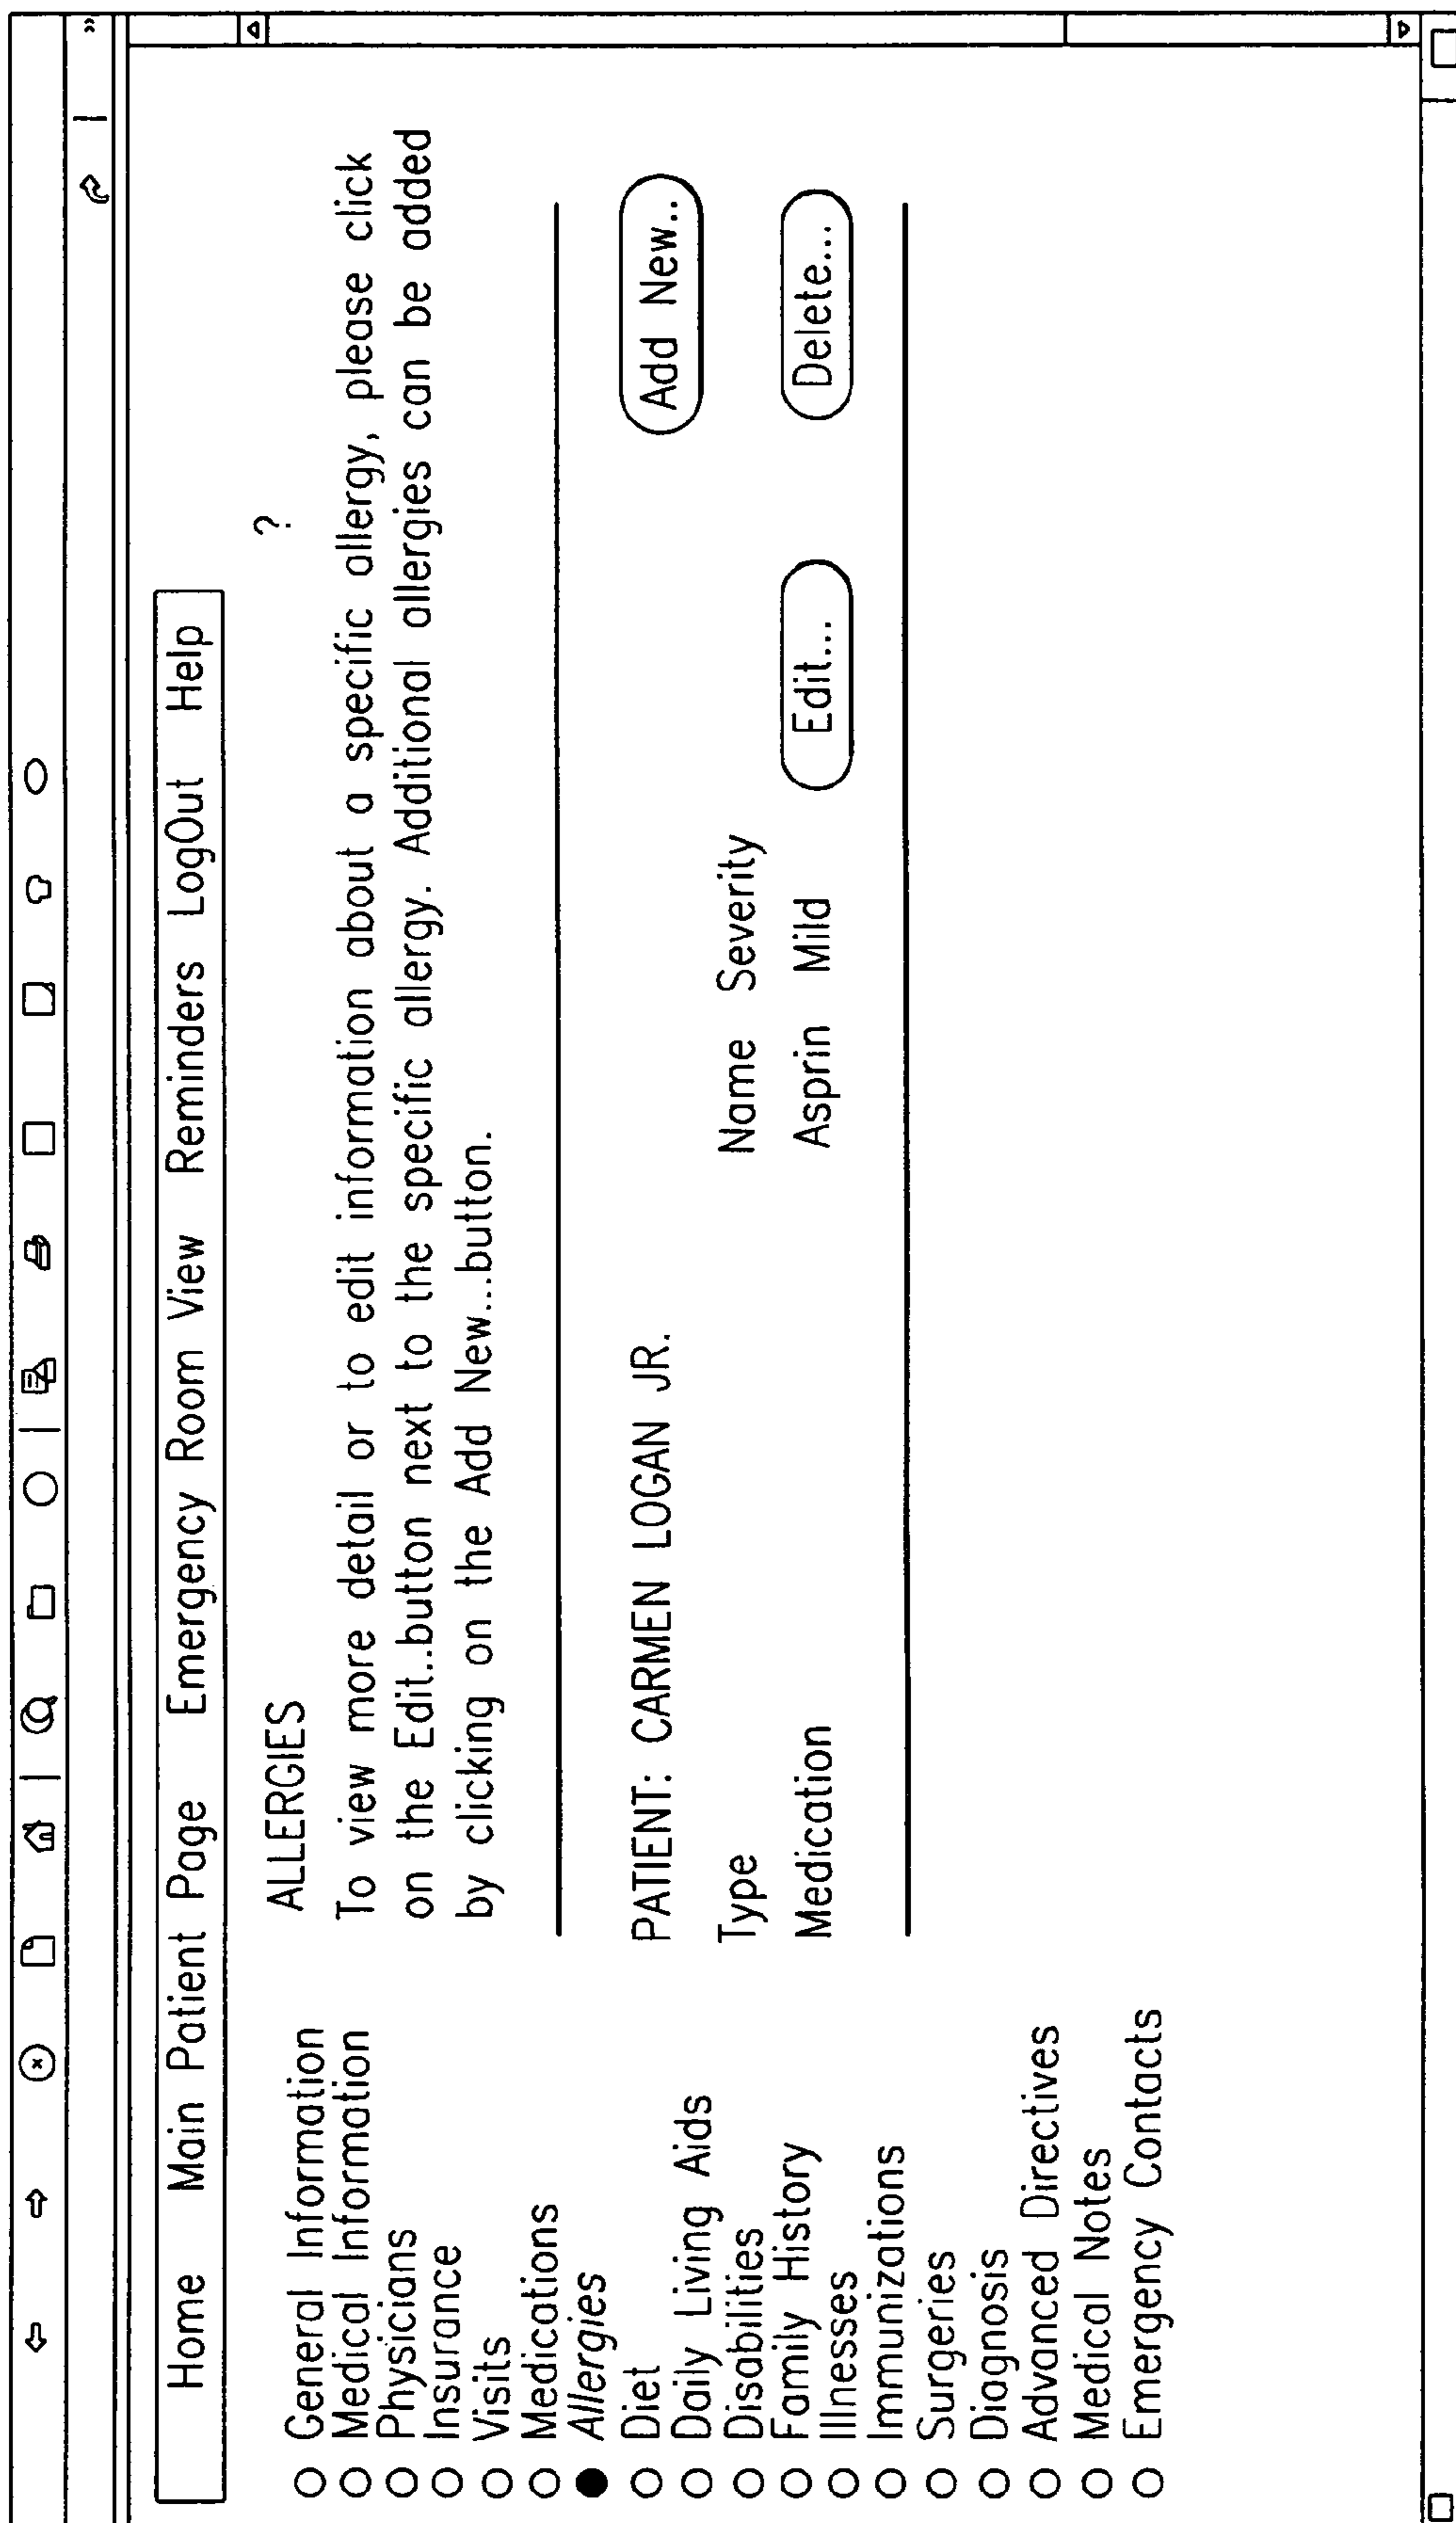 Home Main Patient Page Emergency Room View Reminders LogOut Help
General Information
Medical Information
Physicians
Insurance
Visits
Medications
Allergies
Diet
Daily Living Aids
Disabilities
Family History
Illnesses
Immunizations
Surgeries
Diagnosis
Advanced Directives
Medical Notes
Emergency Contacts
ALLERGIES ?
To view more detail or to edit information about a specific allergy, please click
on the Edit..button next to the specific allergy. Additional allergies can be added
by clicking on the Add New...button.
PATIENT: CARMEN LOGAN JR. Add New..
Type Name Severity
Medication Asprin Mild Edit... Delete...